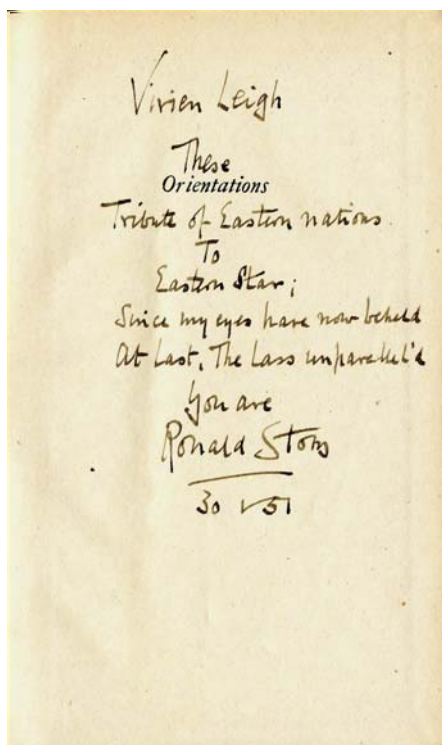 Vivien Leigh
These
Orientations
Tribute of Eastern nations
To
Eastern Star;
Since my eyes have now beheld
At last, The Lass unparallel'd
You are
Ronald Storrs
30 V 51